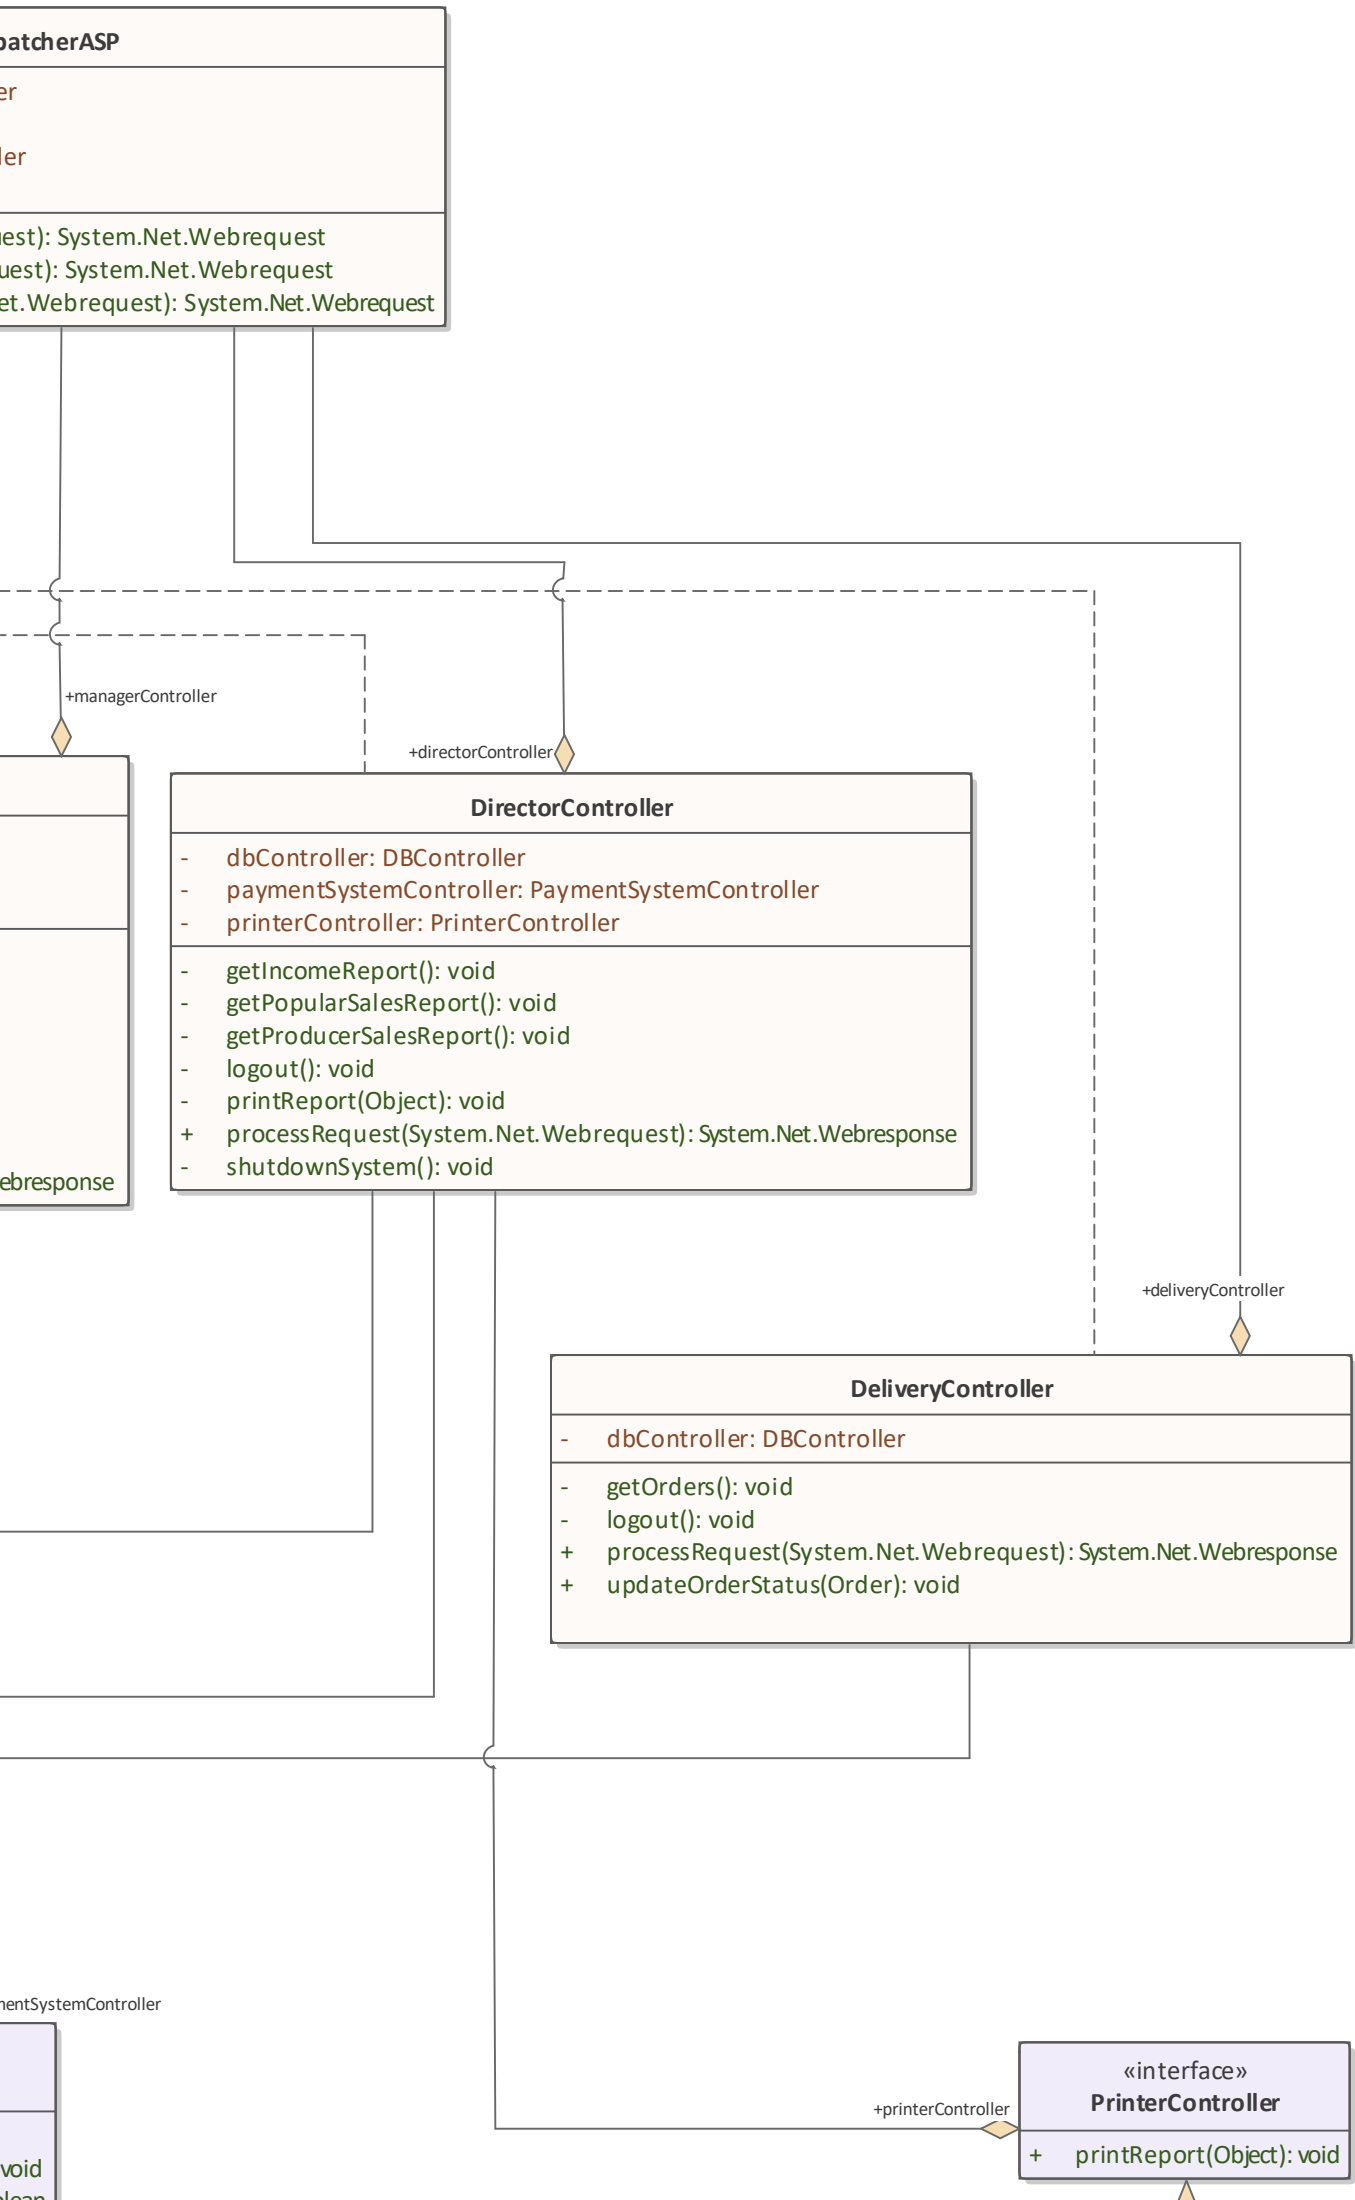 patcherASP
er
ler
uest): System.Net.Webrequest
uest): System.Net.Webrequest
et.Webrequest): System.Net.Webrequest
+managerController
+directorController
DirectorController
- dbController: DBController
- paymentSystemController: PaymentSystemController
- printerController: PrinterController
- getIncomeReport(): void
- getPopularSalesReport(): void
- getProducerSalesReport(): void
- logout(): void
- printReport(Object): void
+ processRequest(System.Net.Webrequest): System.Net.Webresponse
- shutdownSystem(): void
ebresponse
+deliveryController
DeliveryController
- dbController: DBController
- getOrders(): void
- logout(): void
+ processRequest(System.Net.Webrequest): System.Net.Webresponse
+ updateOrderStatus(Order): void
mentSystemController
«interface»
PrinterController
+printerController
+ printReport(Object): void
void
olean